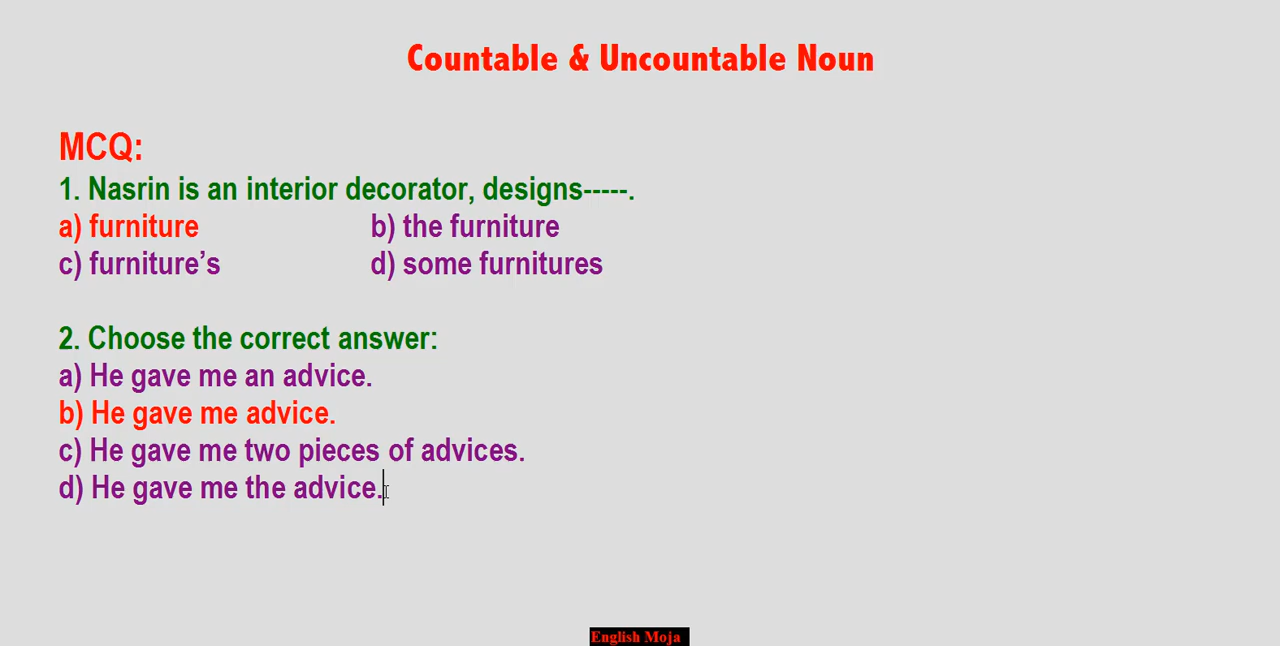 Countable & Uncountable Noun
MCQ:
1. Nasrin is an interior decorator, designs-----.
a) furniture b) the furniture
c) furniture’s d) some furnitures
2. Choose the correct answer:
a) He gave me an advice.
b) He gave me advice.
c) He gave me two pieces of advices.
d) He gave me the advice.
English Moja